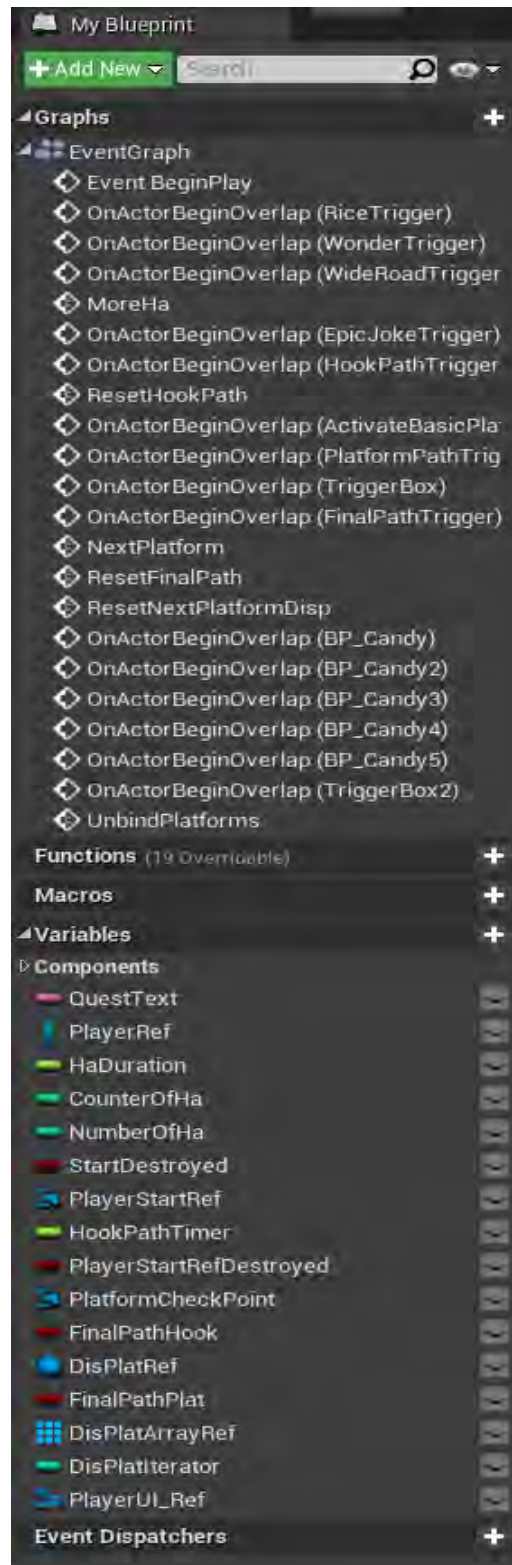 My Blueprint
Add New
Search
Graphs
EventGraph
Event BeginPlay
OnActorBeginOverlap (RiceTrigger)
OnActorBeginOverlap (WonderTrigger)
OnActorBeginOverlap (WideRoadTrigger
MoreHa
OnActorBeginOverlap (EpicJokeTrigger)
OnActorBeginOverlap (HookPathTrigger
ResetHookPath
OnActorBeginOverlap (ActivateBasicPla
OnActorBeginOverlap (PlatformPathTrig
OnActorBeginOverlap (TriggerBox)
OnActorBeginOverlap (FinalPathTrigger)
NextPlatform
ResetFinalPath
ResetNextPlatformDisp
OnActorBeginOverlap (BP_Candy)
OnActorBeginOverlap (BP_Candy2)
OnActorBeginOverlap (BP_Candy3)
OnActorBeginOverlap (BP_Candy4)
OnActorBeginOverlap (BP_Candy5)
OnActorBeginOverlap (TriggerBox2)
UnbindPlatforms
Functions (19 Overridable)
Macros
Variables
Components
QuestText
PlayerRef
HaDuration
CounterOfHa
NumberOfHa
StartDestroyed
PlayerStartRef
HookPathTimer
PlayerStartRefDestroyed
PlatformCheckPoint
FinalPathHook
DisPlatRef
FinalPathPlat
DisPlatArrayRef
DisPlatIterator
PlayerUI_Ref
Event Dispatchers